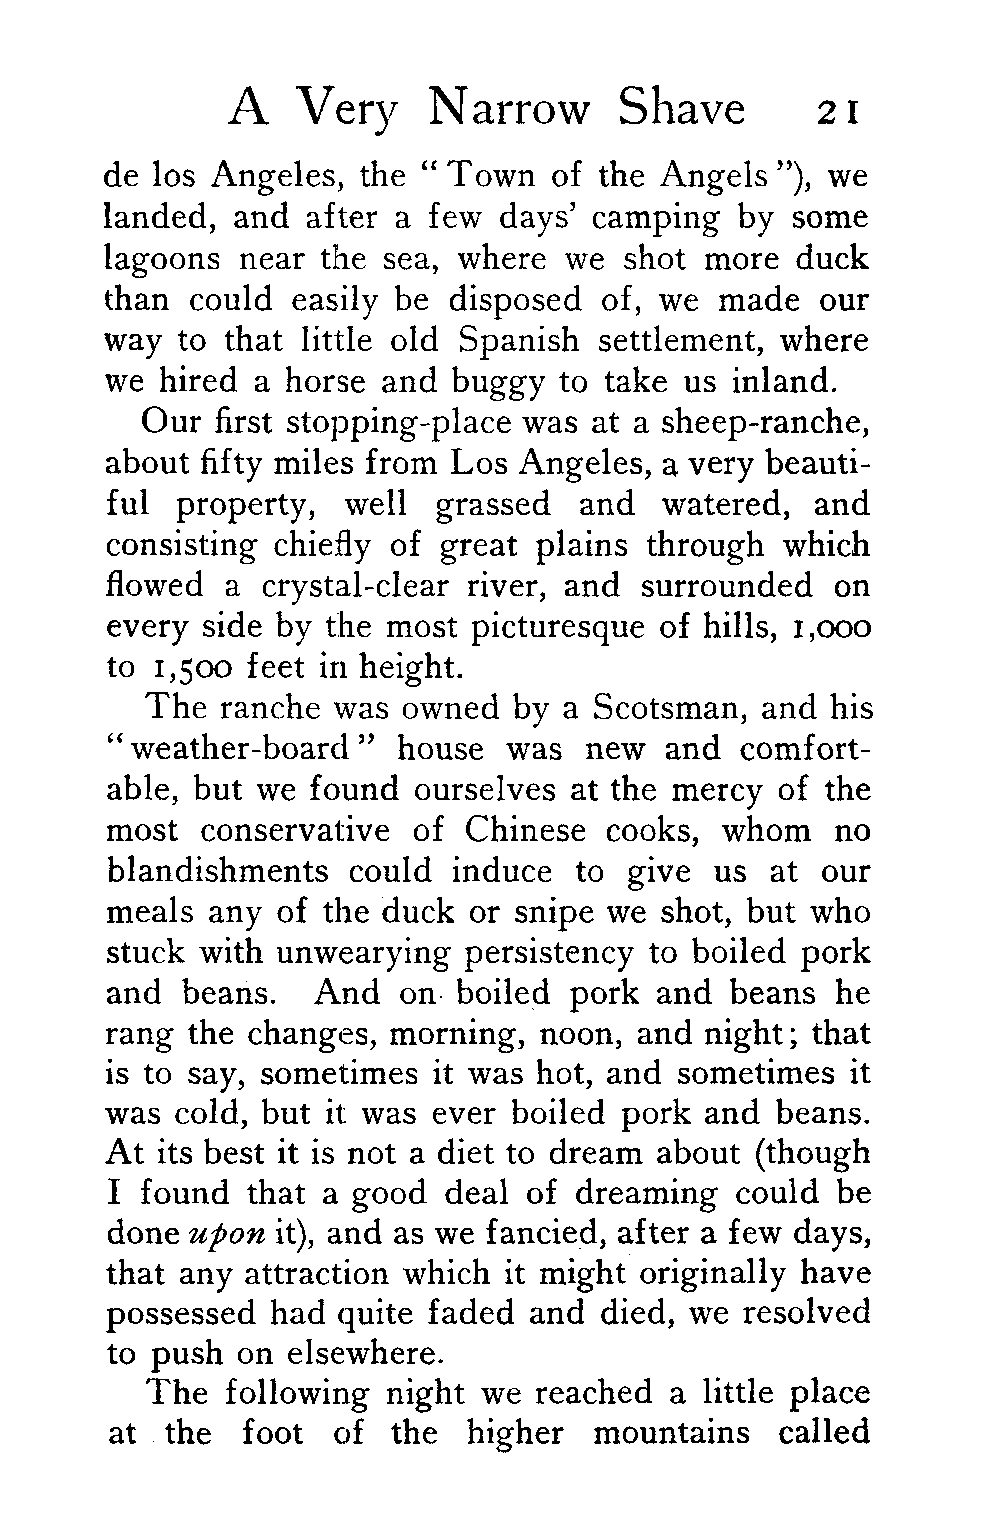 A Very Narrow Shave 21
de los Angeles, the “ Town of the Angels ”), we
landed, and after a few days’ camping by some
lagoons near the sea, where we shot more duck
than could easily be disposed of, we made our
way to that little old Spanish settlement, where
we hired a horse and buggy to take us inland.
Our first stopping-place was at a sheep-ranche,
about fifty miles from Los Angeles, a very beauti-
ful property, well grassed and watered, and
consisting chiefly of great plains through which
flowed a crystal-clear river, and surrounded on
every side by the most picturesque of hills, 1,000
to 1,500 feet in height.
The ranche was owned by a Scotsman, and his
“ weather-board ” house was new and comfort-
able, but we found ourselves at the mercy of the
most conservative of Chinese cooks, whom no
blandishments could induce to give us at our
meals any of the duck or snipe we shot, but who
stuck with unwearying persistency to boiled pork
and beans. And on boiled pork and beans he
rang the changes, morning, noon, and night; that
is to say, sometimes it was hot, and sometimes it
was cold, but it was ever boiled pork and beans.
At its best it is not a diet to dream about (though
I found that a good deal of dreaming could be
done upon it), and as we fancied, after a few days,
that any attraction which it might originally have
possessed had quite faded and died, we resolved
to push on elsewhere.
The following night we reached a little place
at the foot of the higher mountains called